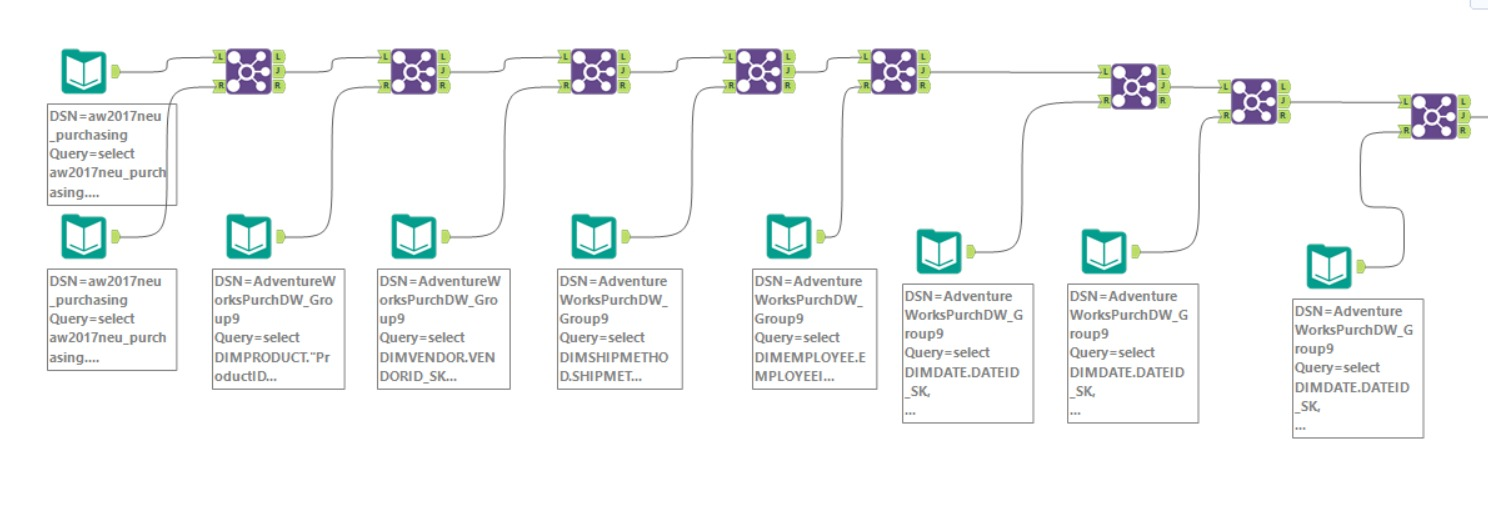 L L L L L L L L L L
J J J J J
R R R R R R R R R R
L L
J
R R
L L
J
R R
L L
J
R R
DSN=aw2017neu
_purchasing
Query=select
aw2017neu_purch
asing....
DSN=aw2017neu
_purchasing
Query=select
aw2017neu_purch
asing....
DSN=AdventureW
orksPurchDW_Gro
up9
Query=select
DIMPRODUCT."Pr
oductID...
DSN=AdventureW
orksPurchDW_Gro
up9
Query=select
DIMVENDOR.VEN
DORID_SK...
DSN=Adventure
WorksPurchDW_
Group9
Query=select
DIMSHIPMETHO
D.SHIPMET...
DSN=Adventure
WorksPurchDW_
Group9
Query=select
DIMEMPLOYEE.E
MPLOYEEI...
DSN=Adventure
WorksPurchDW_G
roup9
Query=select
DIMDATE.DATEID
_SK,
...
DSN=Adventure
WorksPurchDW_G
roup9
Query=select
DIMDATE.DATEID
_SK,
...
DSN=Adventure
WorksPurchDW_G
roup9
Query=select
DIMDATE.DATEID
_SK,
...